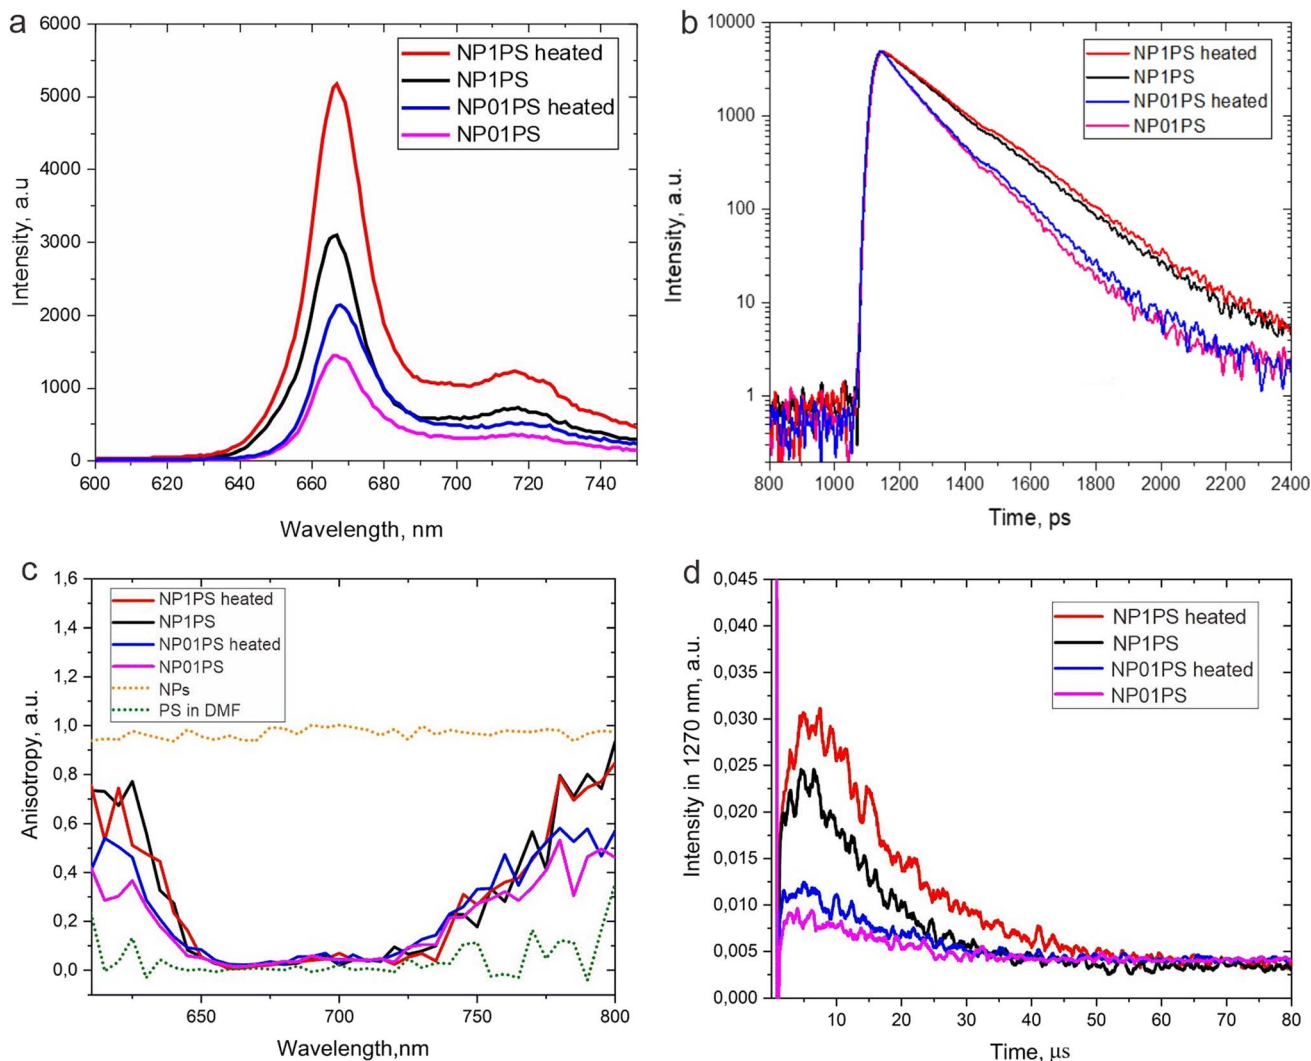 a
6000
5000
4000
3000
2000
1000
0
Intensity, a.u
NP1PS heated
NP1PS
NP01PS heated
NP01PS
600 620 640 660 680 700 720 740
Wavelength, nm
b
10000
1000
100
10
1
Intensity, a.u.
NP1PS heated
NP1PS
NP01PS heated
NP01PS
800 1000 1200 1400 1600 1800 2000 2200 2400
Time, ps
c
1,6
1,4
1,2
1,0
0,8
0,6
0,4
0,2
0,0
Anisotropy, a.u.
NP1PS heated
NP1PS
NP01PS heated
NP01PS
NPs
PS in DMF
650 700 750 800
Wavelength,nm
d
0,045
0,040
0,035
0,030
0,025
0,020
0,015
0,010
0,005
0,000
Intensity in 1270 nm, a.u.
NP1PS heated
NP1PS
NP01PS heated
NP01PS
10 20 30 40 50 60 70 80
Time, μs